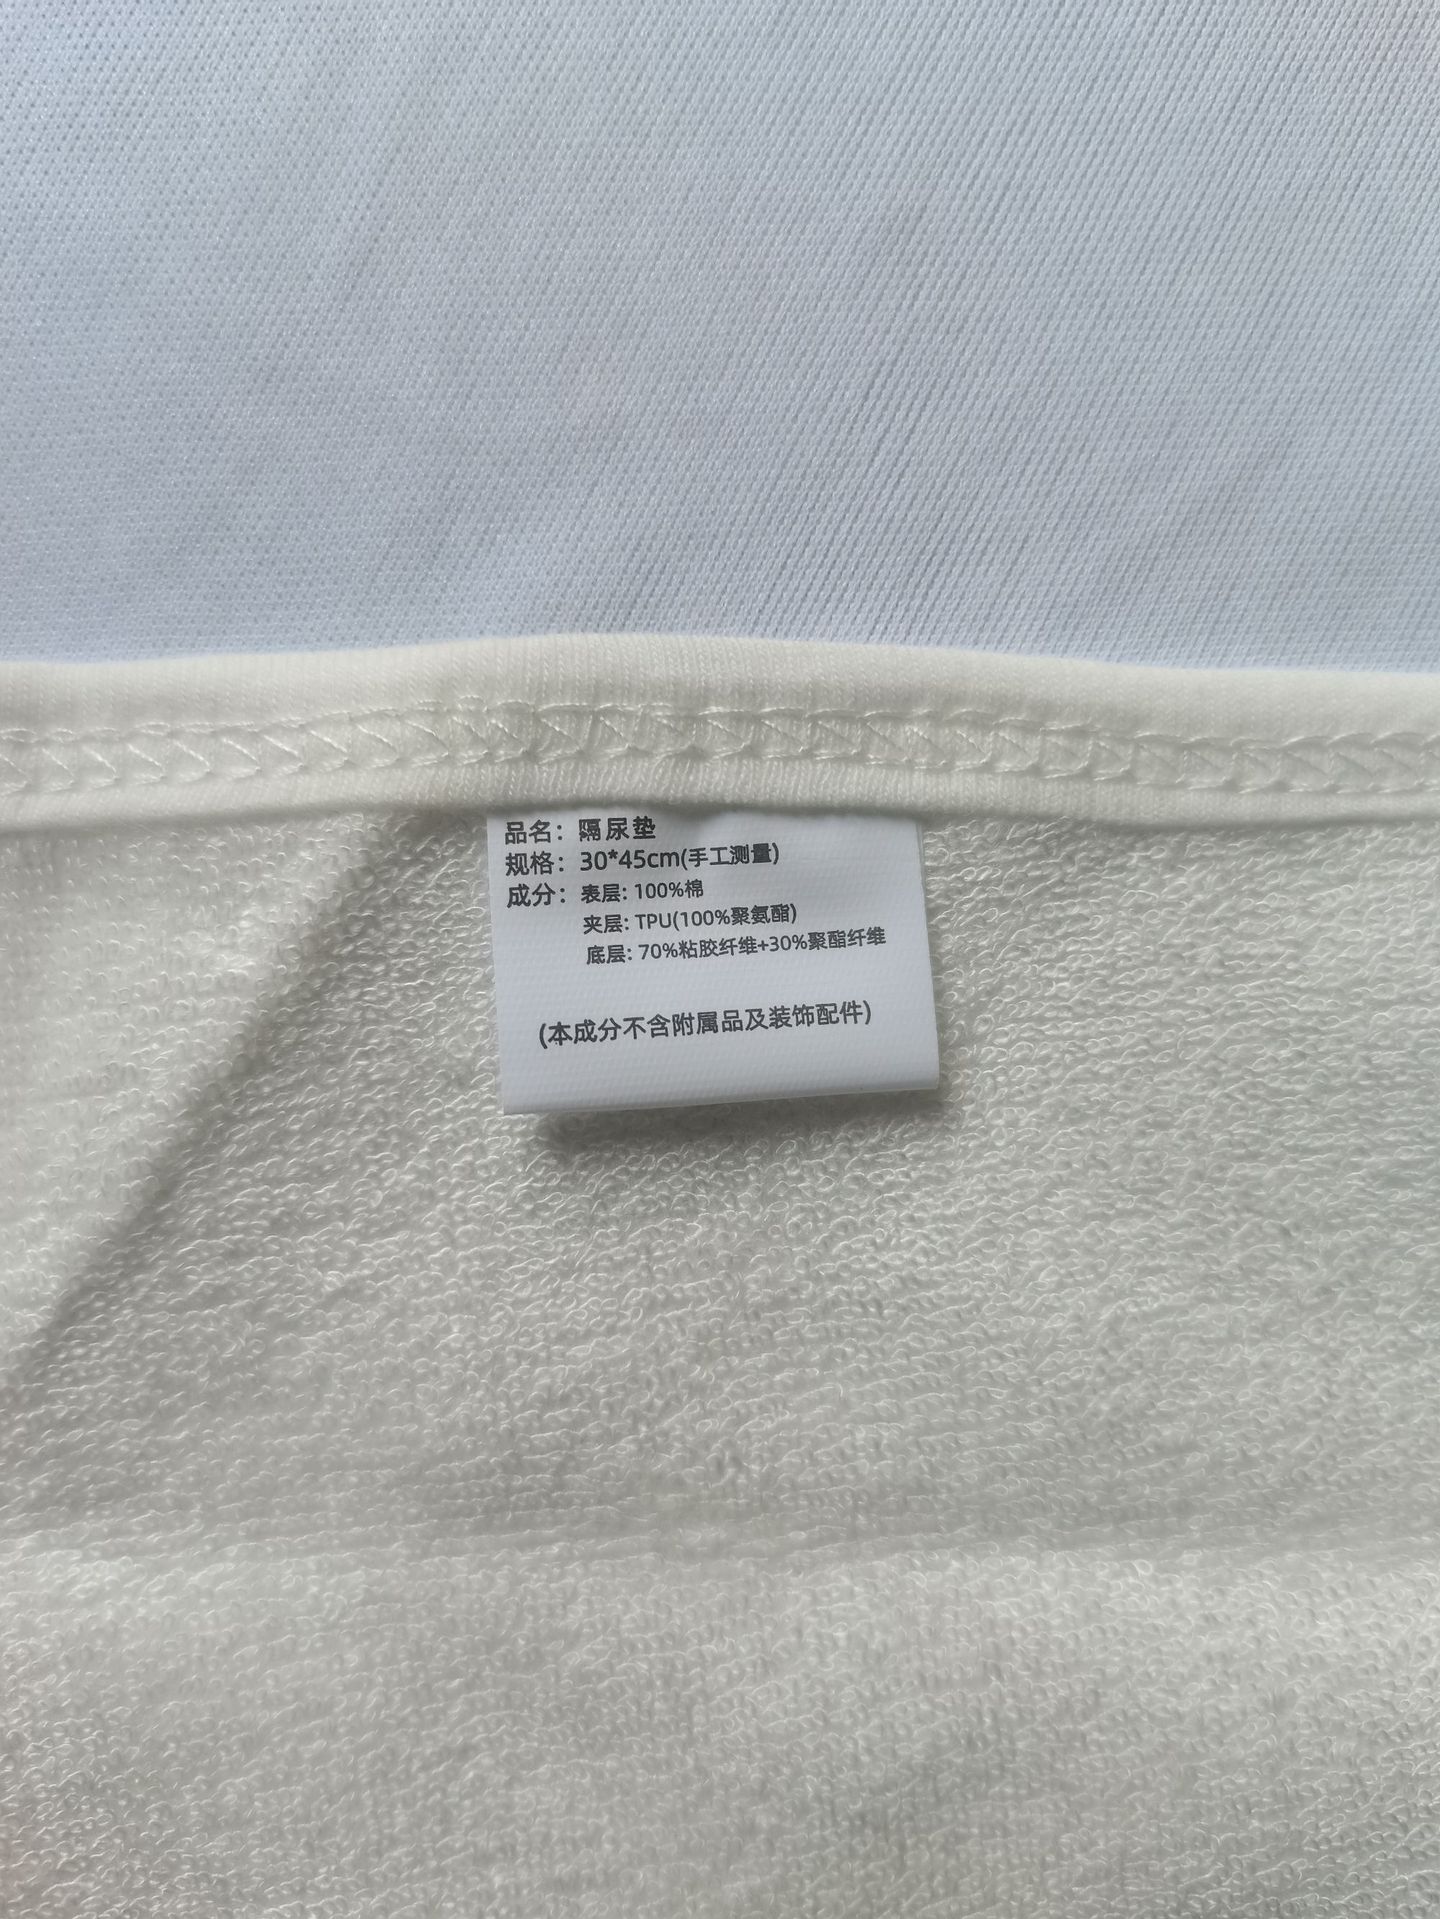 品名：隔尿垫
规格：30*45cm(手工测量)
成分：表层: 100%棉
夹层: TPU(100%聚氨酯)
底层: 70%粘胶纤维+30%聚酯纤维
(本成分不含附属品及装饰配件)